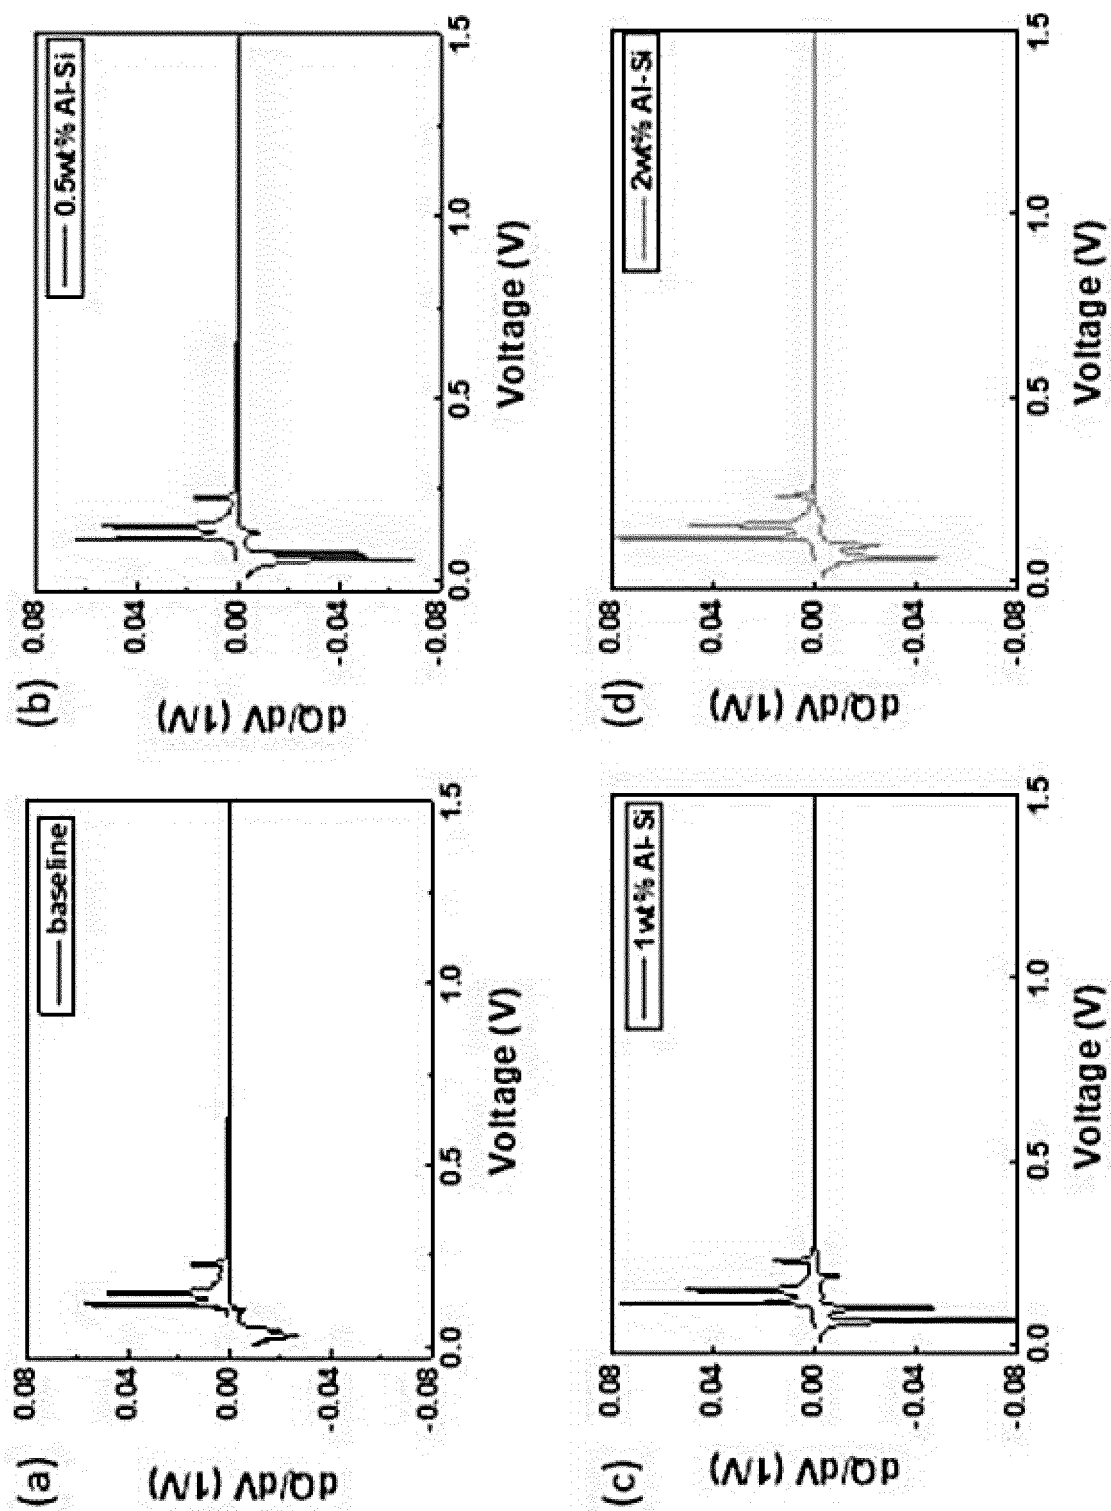 (a)
baseline
0.08
0.04
0.00
-0.04
-0.08
dQ/dV (1/V)
0.0
0.5
1.0
1.5
Voltage (V)
(b)
0.5wt% Al-Si
0.08
0.04
0.00
-0.04
-0.08
dQ/dV (1/V)
0.0
0.5
1.0
1.5
Voltage (V)
(c)
1wt% Al-Si
0.08
0.04
0.00
-0.04
-0.08
dQ/dV (1/V)
0.0
0.5
1.0
1.5
Voltage (V)
(d)
2wt% Al-Si
0.08
0.04
0.00
-0.04
-0.08
dQ/dV (1/V)
0.0
0.5
1.0
1.5
Voltage (V)